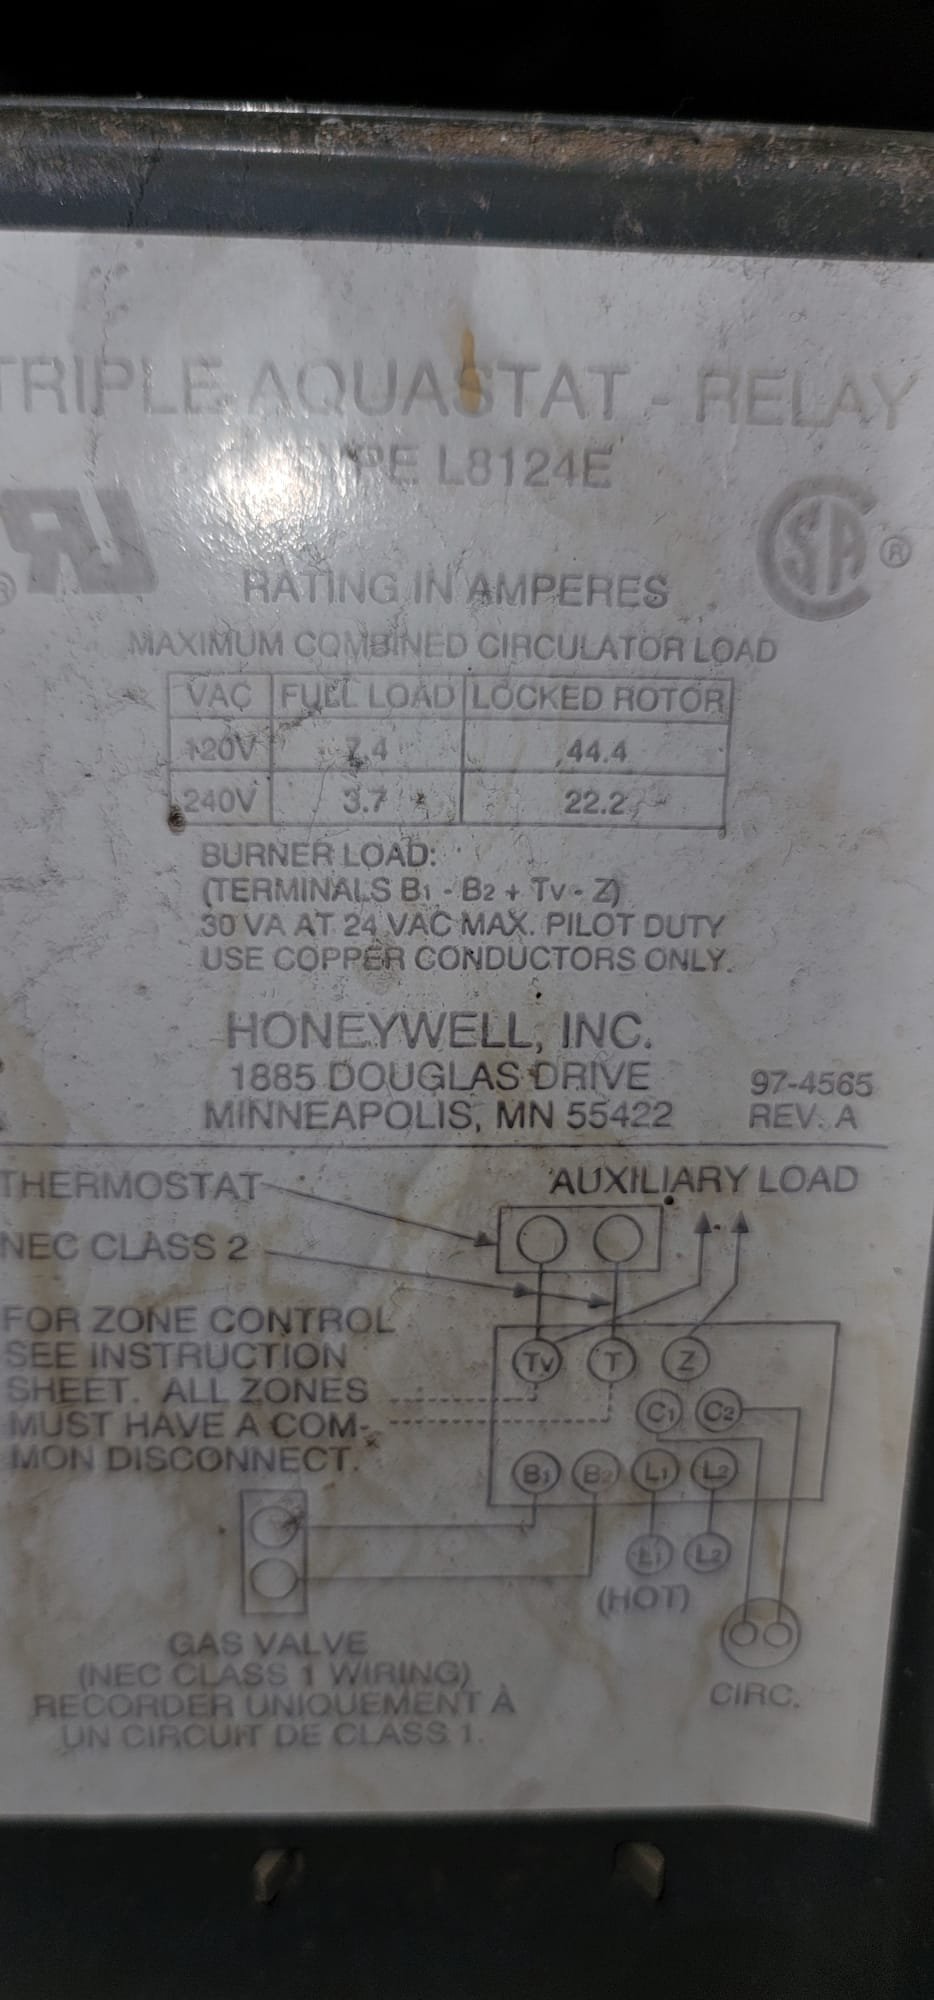 TRIPLE AQUASTAT - RELAY
TYPE L8124E
SA ®
®
RATING IN AMPERES
MAXIMUM COMBINED CIRCULATOR LOAD
VAC FULL LOAD LOCKED ROTOR
120V 7.4 44.4
240V 3.7 22.2
BURNER LOAD:
(TERMINALS B1 - B2 + Tv - Z)
30 VA AT 24 VAC MAX. PILOT DUTY
USE COPPER CONDUCTORS ONLY.
HONEYWELL, INC.
1885 DOUGLAS DRIVE 97-4565
MINNEAPOLIS, MN 55422 REV. A
THERMOSTAT AUXILIARY LOAD
NEC CLASS 2
FOR ZONE CONTROL
SEE INSTRUCTION
SHEET. ALL ZONES
MUST HAVE A COM-
MON DISCONNECT.
Tv T Z
C1 C2
B1 B2 L1 L2
L1 L2
(HOT)
GAS VALVE
(NEC CLASS 1 WIRING)
RECORDER UNIQUEMENT À
UN CIRCUIT DE CLASS 1.
CIRC.